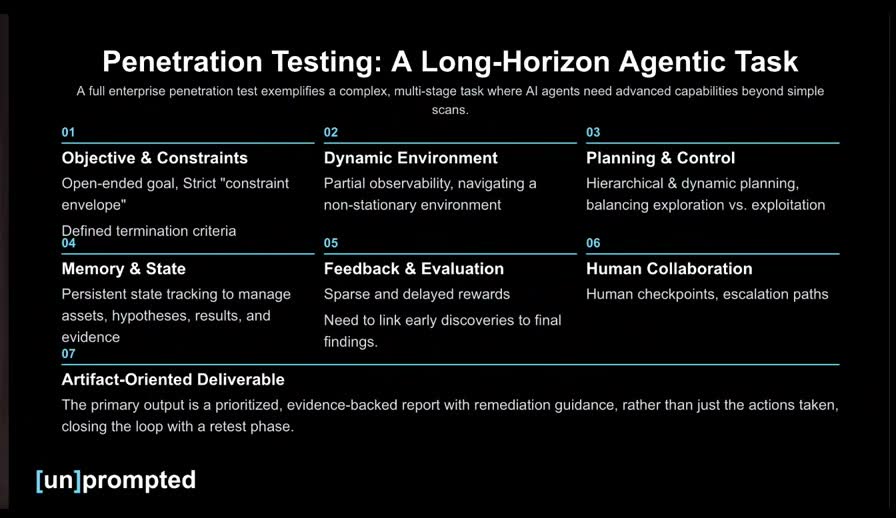 Penetration Testing: A Long-Horizon Agentic Task
A full enterprise penetration test exemplifies a complex, multi-stage task where AI agents need advanced capabilities beyond simple
scans.
01
Objective & Constraints
Open-ended goal, Strict "constraint
envelope"
Defined termination criteria
02
Dynamic Environment
Partial observability, navigating a
non-stationary environment
03
Planning & Control
Hierarchical & dynamic planning,
balancing exploration vs. exploitation
04
Memory & State
Persistent state tracking to manage
assets, hypotheses, results, and
evidence
05
Feedback & Evaluation
Sparse and delayed rewards
Need to link early discoveries to final
findings.
06
Human Collaboration
Human checkpoints, escalation paths
07
Artifact-Oriented Deliverable
The primary output is a prioritized, evidence-backed report with remediation guidance, rather than just the actions taken,
closing the loop with a retest phase.
[un]prompted